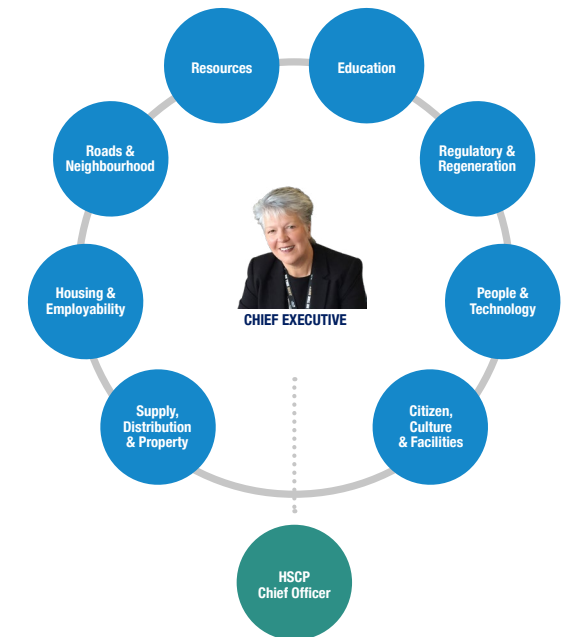 Resources
Education
Roads &
Neighbourhood
Regulatory &
Regeneration
Housing &
Employability
CHIEF EXECUTIVE
People &
Technology
Supply,
Distribution
& Property
Citizen,
Culture
& Facilities
HSCP
Chief Officer